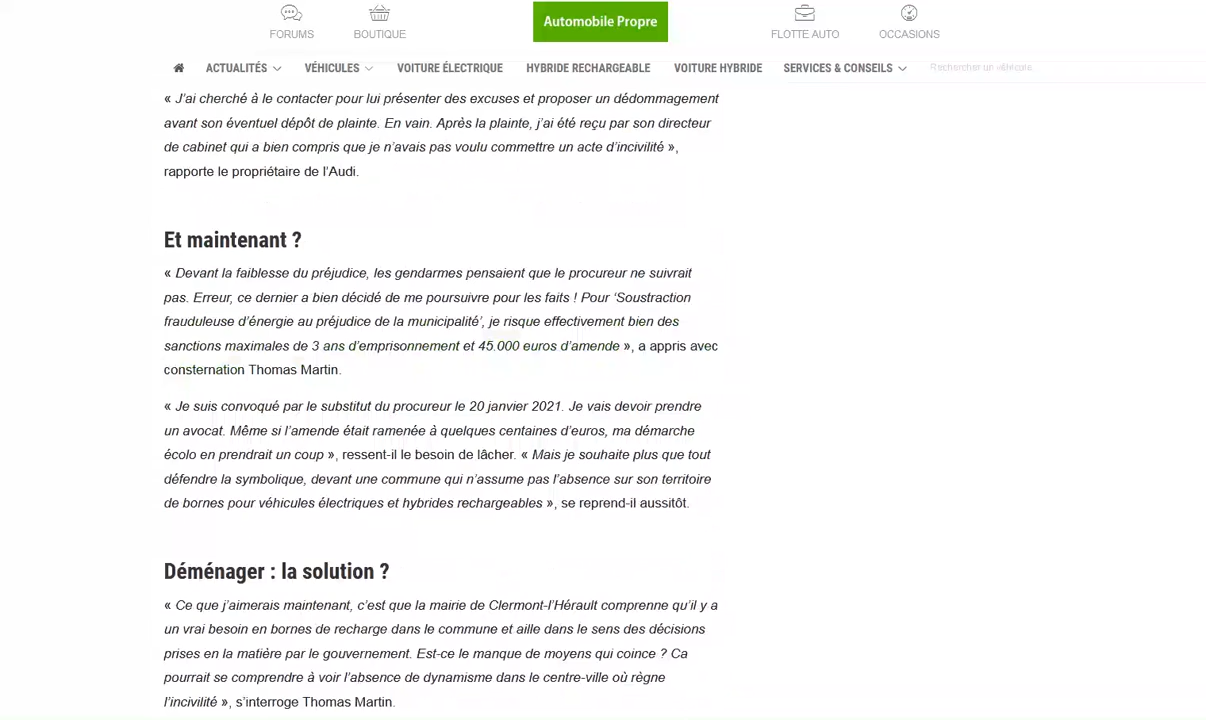 FORUMS
BOUTIQUE
Automobile Propre
FLOTTE AUTO
OCCASIONS
ACTUALITÉS
VÉHICULES
VOITURE ÉLECTRIQUE
HYBRIDE RECHARGEABLE
VOITURE HYBRIDE
SERVICES & CONSEILS
Rechercher un véhicule
« J’ai cherché à le contacter pour lui présenter des excuses et proposer un dédommagement
avant son éventuel dépôt de plainte. En vain. Après la plainte, j’ai été reçu par son directeur
de cabinet qui a bien compris que je n’avais pas voulu commettre un acte d’incivilité »,
rapporte le propriétaire de l’Audi.
Et maintenant ?
« Devant la faiblesse du préjudice, les gendarmes pensaient que le procureur ne suivrait
pas. Erreur, ce dernier a bien décidé de me poursuivre pour les faits ! Pour ‘Soustraction
frauduleuse d’énergie au préjudice de la municipalité’, je risque effectivement bien des
sanctions maximales de 3 ans d’emprisonnement et 45.000 euros d’amende », a appris avec
consternation Thomas Martin.
« Je suis convoqué par le substitut du procureur le 20 janvier 2021. Je vais devoir prendre
un avocat. Même si l’amende était ramenée à quelques centaines d’euros, ma démarche
écolo en prendrait un coup », ressent-il le besoin de lâcher. « Mais je souhaite plus que tout
défendre la symbolique, devant une commune qui n’assume pas l’absence sur son territoire
de bornes pour véhicules électriques et hybrides rechargeables », se reprend-il aussitôt.
Déménager : la solution ?
« Ce que j’aimerais maintenant, c’est que la mairie de Clermont-l’Hérault comprenne qu’il y a
un vrai besoin en bornes de recharge dans le commune et aille dans le sens des décisions
prises en la matière par le gouvernement. Est-ce le manque de moyens qui coince ? Ca
pourrait se comprendre à voir l’absence de dynamisme dans le centre-ville où règne
l’incivilité », s’interroge Thomas Martin.